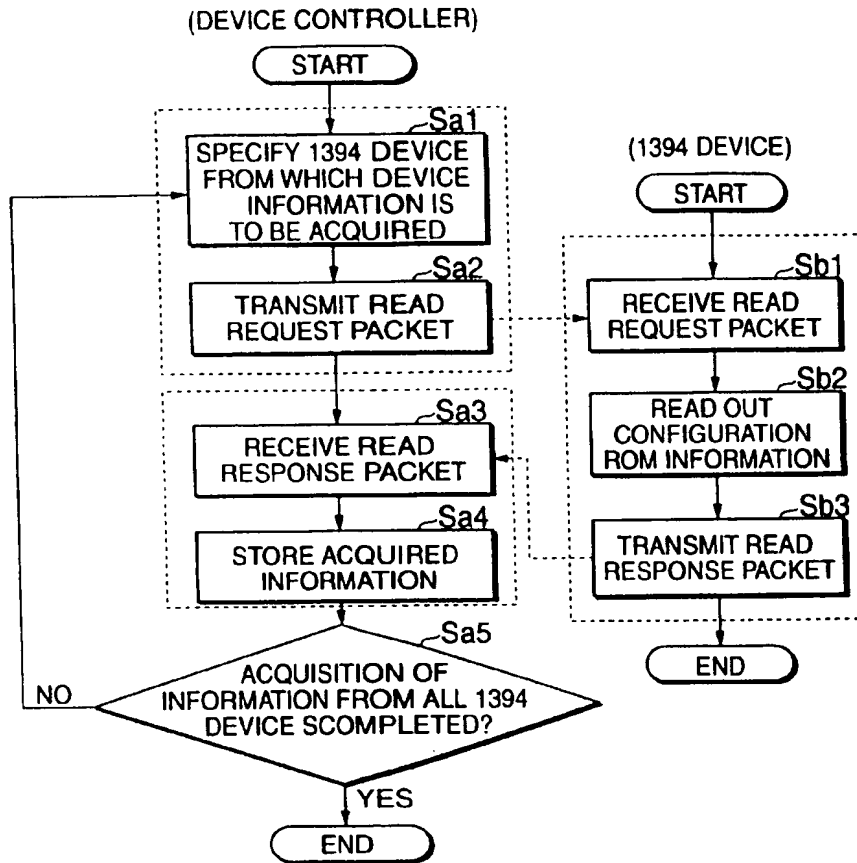 (DEVICE CONTROLLER)
START
Sa1
SPECIFY 1394 DEVICE
FROM WHICH DEVICE
INFORMATION IS
TO BE ACQUIRED
Sa2
TRANSMIT READ
REQUEST PACKET
Sa3
RECEIVE READ
RESPONSE PACKET
Sa4
STORE ACQUIRED
INFORMATION
Sa5
ACQUISITION OF
INFORMATION FROM ALL 1394
DEVICE SCOMPLETED?
NO
YES
END
(1394 DEVICE)
START
Sb1
RECEIVE READ
REQUEST PACKET
Sb2
READ OUT
CONFIGURATION
ROM INFORMATION
Sb3
TRANSMIT READ
RESPONSE PACKET
END